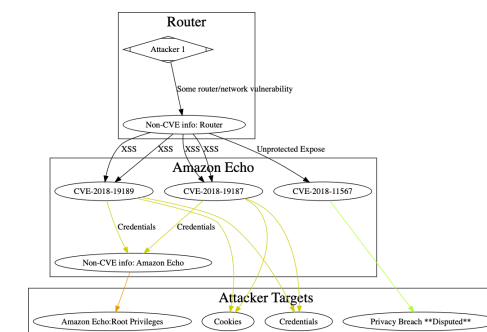 Router
Attacker 1
Some router/network vulnerability
Non-CVE info: Router
XSS XSS XSS XSS Unprotected Expose
Amazon Echo
CVE-2018-19189 CVE-2018-19187 CVE-2018-11567
Credentials Credentials
Non-CVE info: Amazon Echo
Attacker Targets
Amazon Echo:Root Privileges Cookies Credentials Privacy Breach **Disputed**